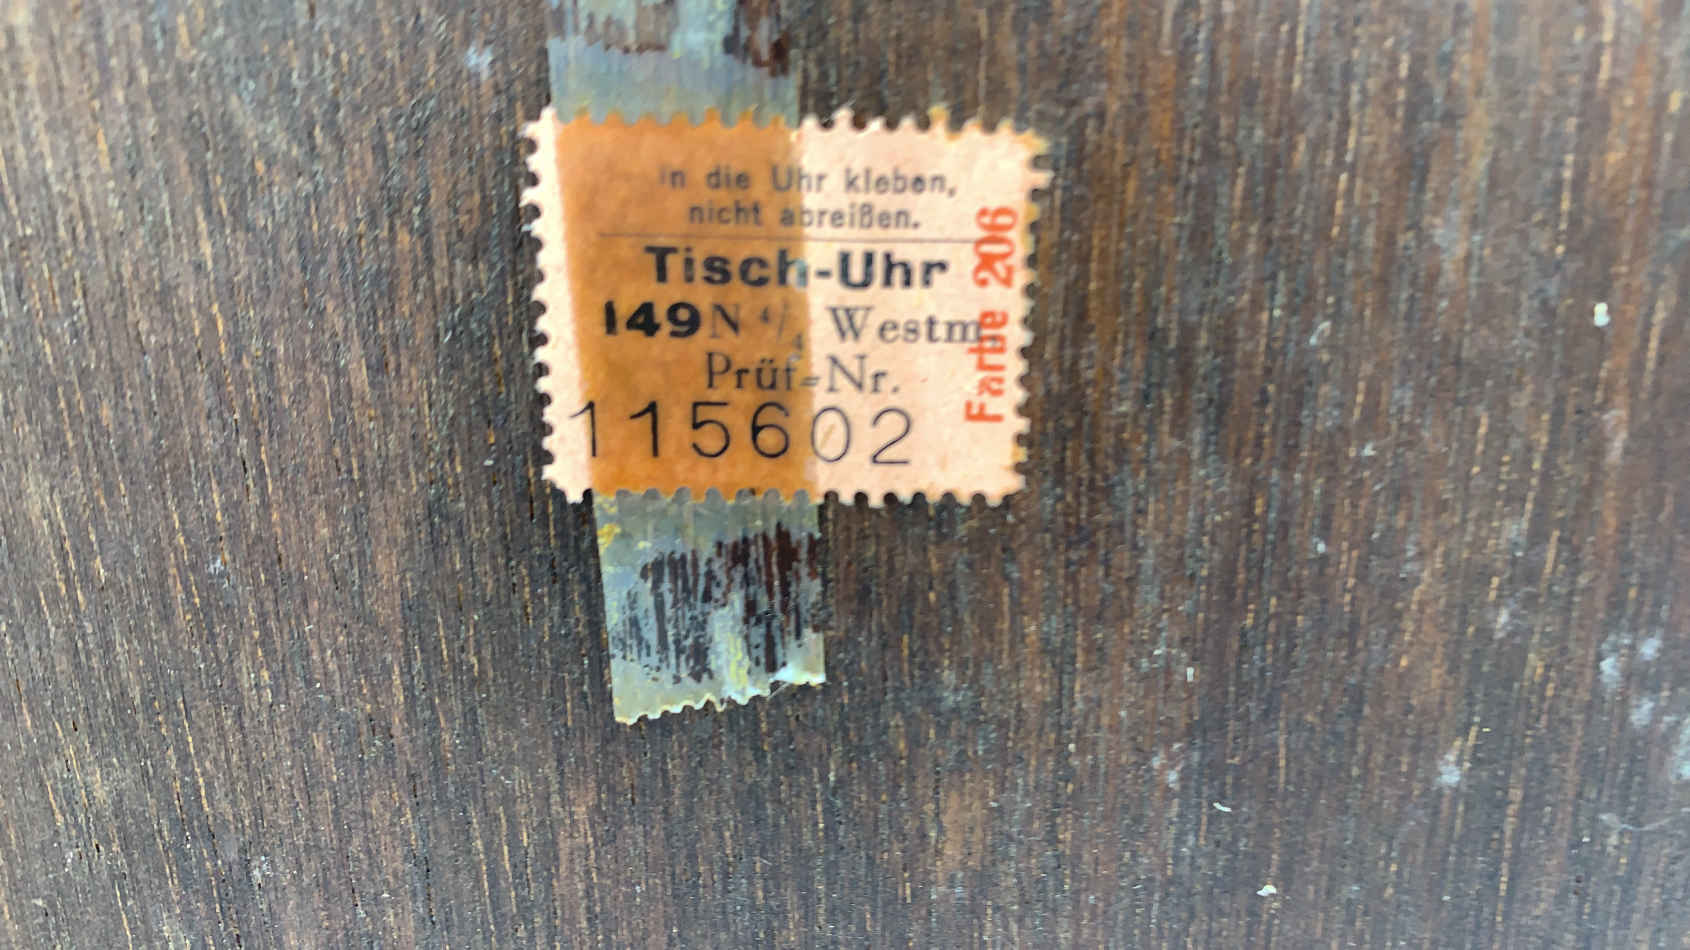 in die Uhr kleben,
nicht abreißen.
Tisch-Uhr
149 N 4/4 Westm.
Prüf=Nr.
115602
Farbe 206